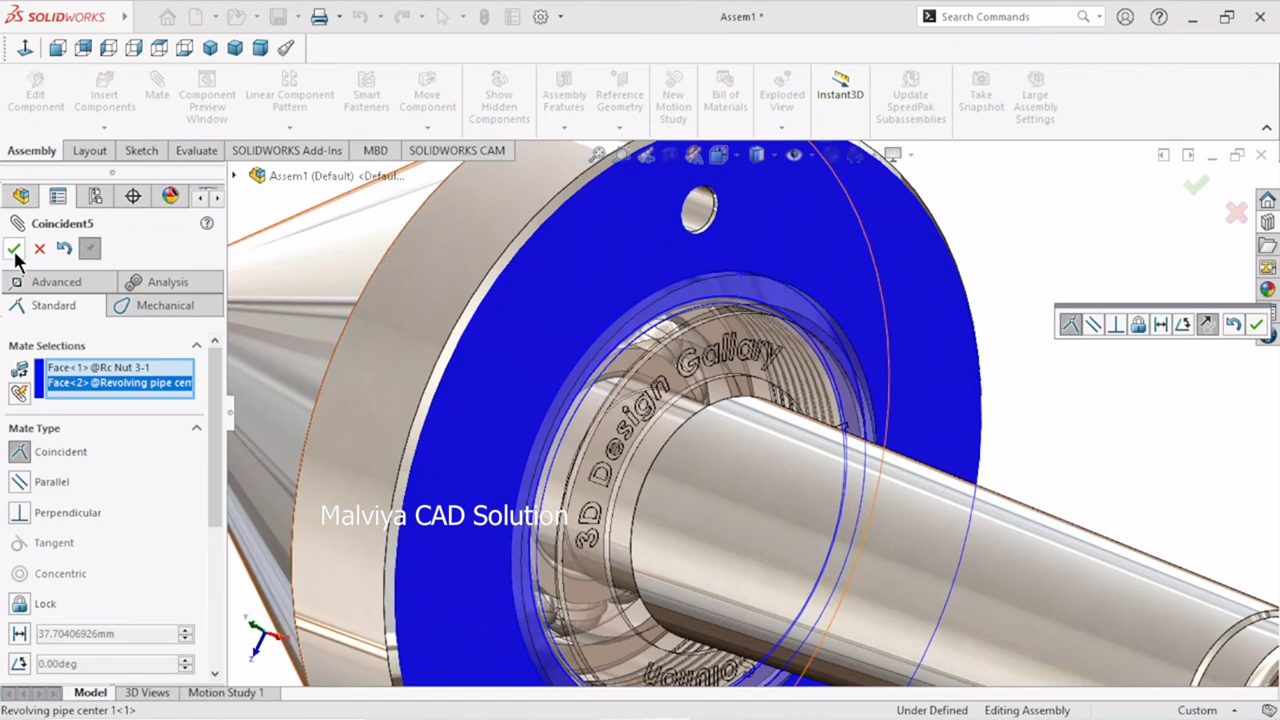 SOLIDWORKS
Assem1 *
Search Commands
Edit Component
Insert Components
Mate
Component Preview Window
Linear Component Pattern
Smart Fasteners
Move Component
Show Hidden Components
Assembly Features
Reference Geometry
New Motion Study
Bill of Materials
Exploded View
Instant3D
Update SpeedPak Subassemblies
Take Snapshot
Large Assembly Settings
Assembly
Layout
Sketch
Evaluate
SOLIDWORKS Add-Ins
MBD
SOLIDWORKS CAM
Assem1 (Default) <Defaul...
Coincident5
Advanced
Analysis
Standard
Mechanical
Mate Selections
Face<1> @Rc Nut 3-1
Face<2> @Revolving pipe cen
Mate Type
Coincident
Parallel
Perpendicular
Tangent
Concentric
Lock
37.70406926mm
0.00deg
3D Design Gallary
Malviya CAD Solution
Y
Z
Model
3D Views
Motion Study 1
Revolving pipe center 1<1>
Under Defined
Editing Assembly
Custom